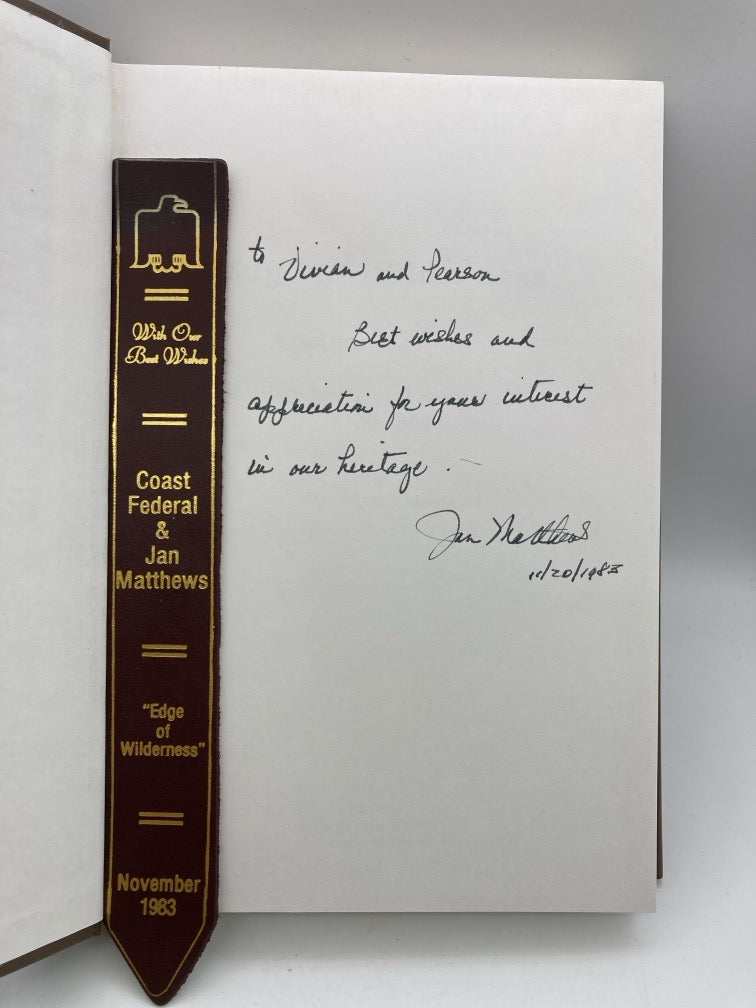 With Our
Best Wishes
Coast
Federal
&
Jan
Matthews
"Edge
of
Wilderness"
November
1983
to Vivian and Pearson
Best wishes and
appreciation for your interest
in our heritage.
Jan Matthews
11/20/1983